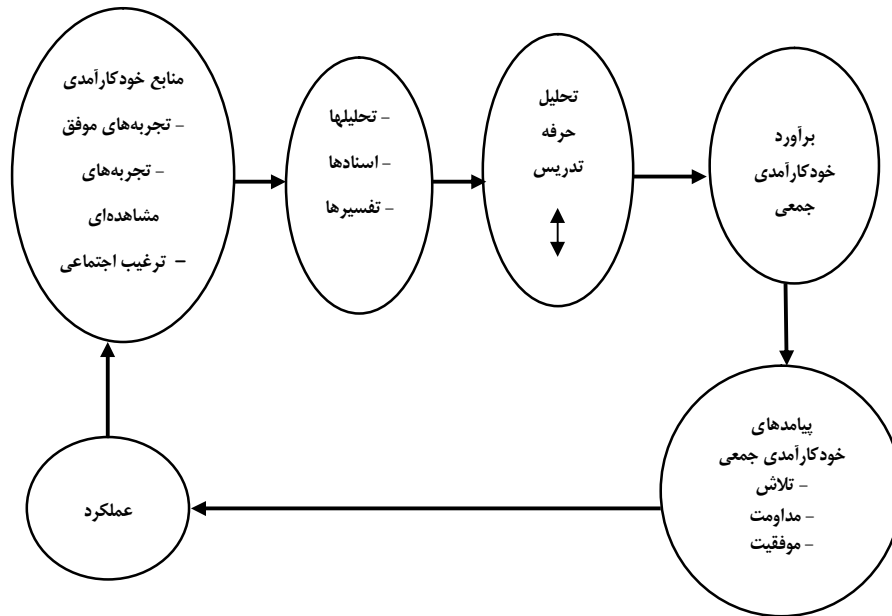 منابع خودکارآمدی
- تجربه‌های موفق
- تجربه‌های
مشاهده‌ای
- ترغیب اجتماعی
- تحلیلها
- اسنادها
- تفسیرها
تحلیل
حرفه
تدریس
برآورد
خودکارآمدی
جمعی
پیامدهای
خودکارآمدی جمعی
- تلاش
- مداومت
- موفقیت
عملکرد